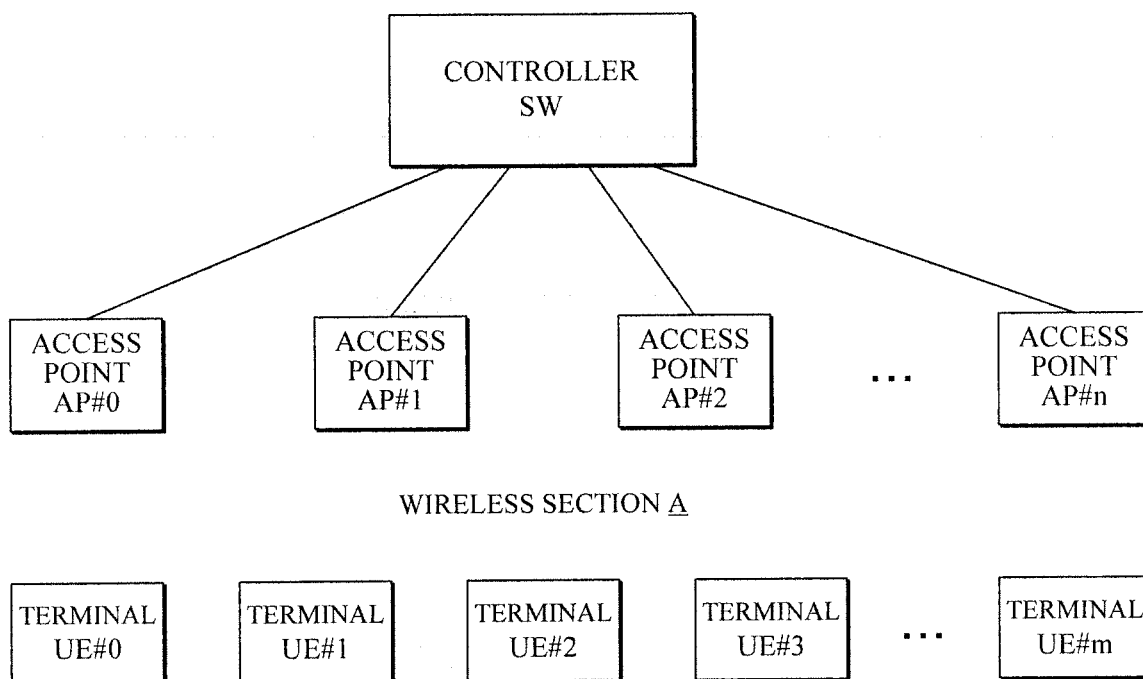 CONTROLLER
SW
ACCESS
POINT
AP#0
ACCESS
POINT
AP#1
ACCESS
POINT
AP#2
...
ACCESS
POINT
AP#n
WIRELESS SECTION A
TERMINAL
UE#0
TERMINAL
UE#1
TERMINAL
UE#2
TERMINAL
UE#3
...
TERMINAL
UE#m